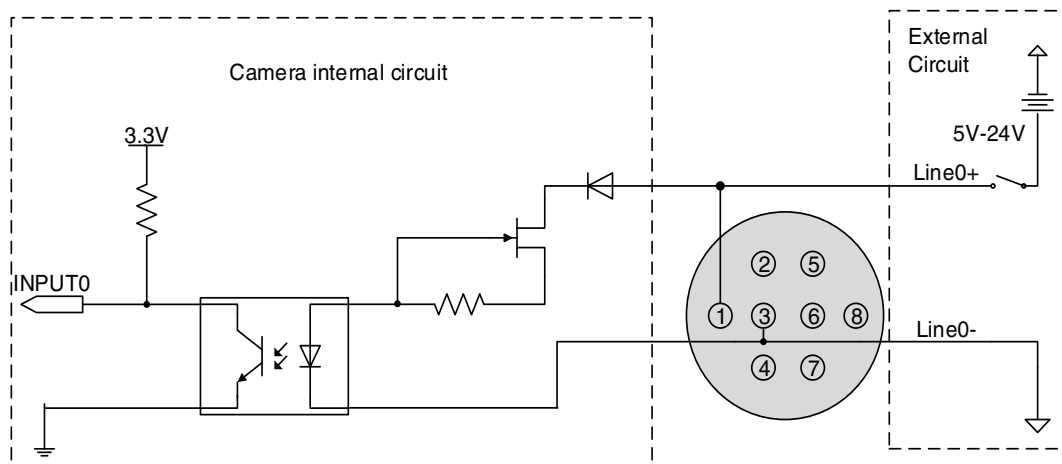 External
Circuit
Camera internal circuit
3.3V
5V-24V
Line0+
2 5
INPUT0
1 3 6 8
Line0-
4 7